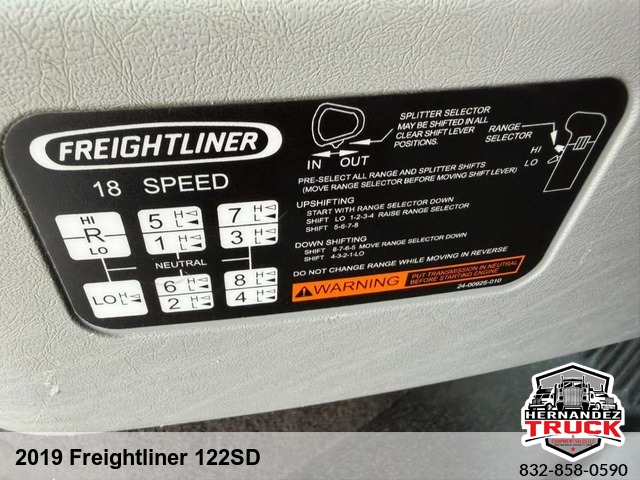 FREIGHTLINER
18 SPEED
HI
R
LO
5 H L
1 H L
7 H L
3 H L
NEUTRAL
LO H L
6 H L
2 H L
8 H L
4 H L
SPLITTER SELECTOR
MAY BE SHIFTED IN ALL
CLEAR SHIFT LEVER
POSITIONS.
RANGE
SELECTOR
HI
LO
IN OUT
PRE-SELECT ALL RANGE AND SPLITTER SHIFTS
(MOVE RANGE SELECTOR BEFORE MOVING SHIFT LEVER)
UPSHIFTING
START WITH RANGE SELECTOR DOWN
SHIFT LO 1-2-3-4 RAISE RANGE SELECTOR
SHIFT 5-6-7-8
DOWN SHIFTING
SHIFT 8-7-6-5 MOVE RANGE SELECTOR DOWN
SHIFT 4-3-2-1-LO
DO NOT CHANGE RANGE WHILE MOVING IN REVERSE
WARNING
PUT TRANSMISSION IN NEUTRAL
BEFORE STARTING ENGINE
24-00925-010
HERNANDEZ
TRUCK
EQUIPMENT SALES, LLC
832-858-0590
2019 Freightliner 122SD